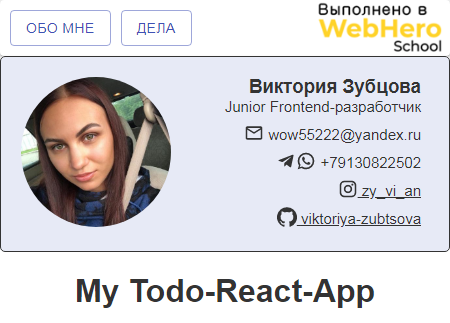 ОБО МНЕ
ДЕЛА
Выполнено в
WebHero
School
Виктория Зубцова
Junior Frontend-разработчик
wow55222@yandex.ru
+79130822502
zy_vi_an
viktoriya-zubtsova
My Todo-React-App